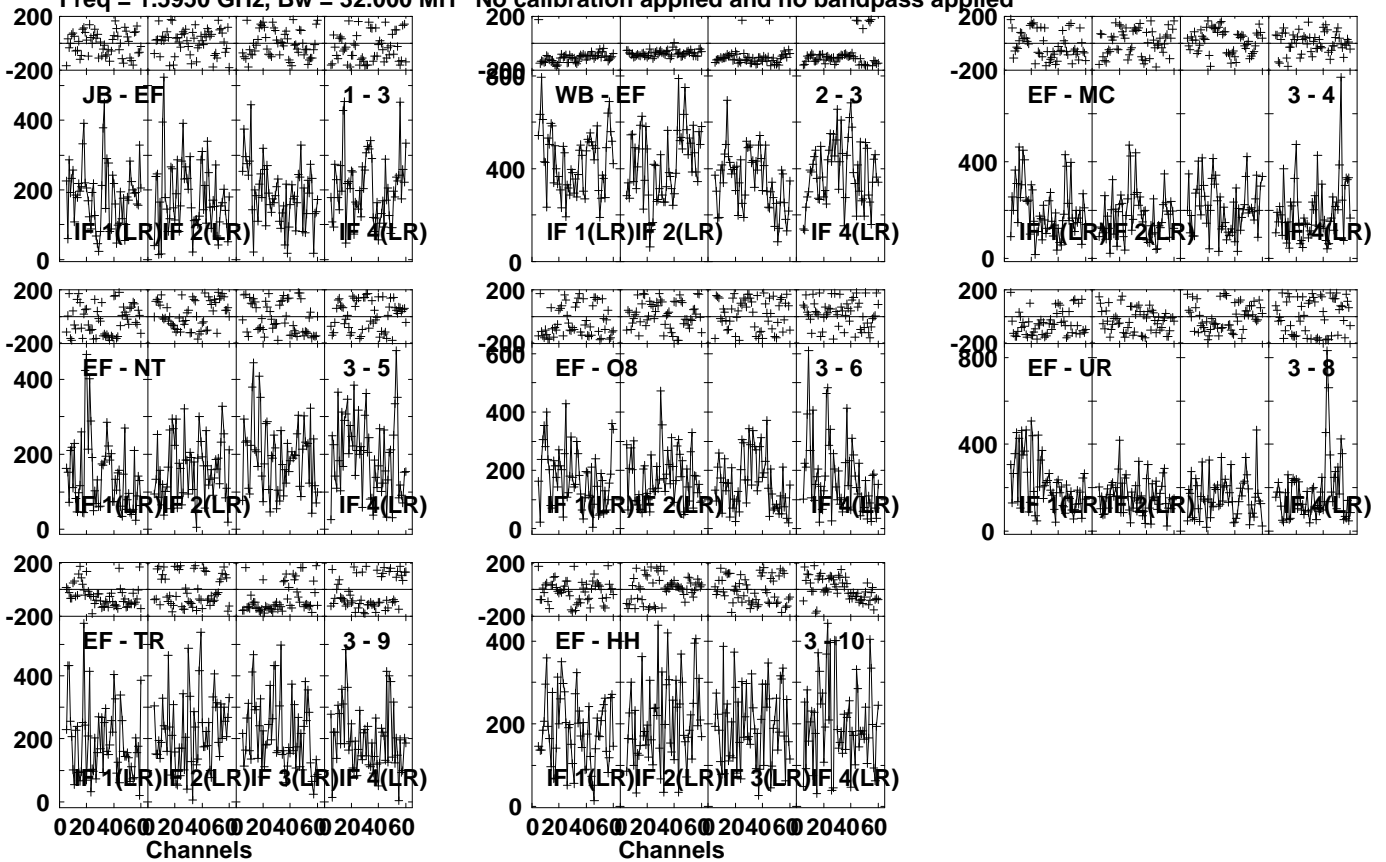 Freq = 1.5950 GHz, Bw = 32.000 MH No calibration applied and no bandpass applied
200
-200
JB - EF 1 - 3
400
200
0
IF 1(LR) IF 2(LR) IF 4(LR)
-200
WB - EF 2 - 3
800
400
0
IF 1(LR) IF 2(LR) IF 4(LR)
200
-200
EF - MC 3 - 4
400
0
IF 1(LR) IF 2(LR) IF 4(LR)
200
-200
EF - NT 3 - 5
400
200
0
IF 1(LR) IF 2(LR) IF 4(LR)
200
-200
600
EF - O8 3 - 6
400
200
0
IF 1(LR) IF 2(LR) IF 4(LR)
200
-200
800
EF - UR 3 - 8
400
0
IF 1(LR) IF 2(LR) IF 4(LR)
200
-200
EF - TR 3 - 9
400
200
0
IF 1(LR) IF 2(LR) IF 3(LR) IF 4(LR)
0 20 40 60 0 20 40 60 0 20 40 60 0 20 40 60
Channels
200
-200
EF - HH 3 - 10
400
200
0
IF 1(LR) IF 2(LR) IF 3(LR) IF 4(LR)
0 20 40 60 0 20 40 60 0 20 40 60 0 20 40 60
Channels